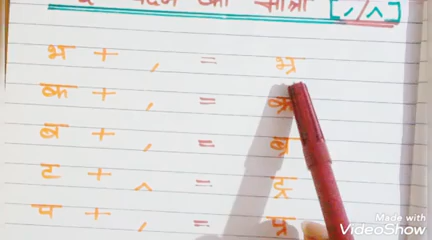 मात्रा [ ⸝/^ ]
भ + ⸝ = भ्र
क + ⸝ = क्र
ब + ⸝ = ब्र
ट + ^ = ट्र
प + ⸝ = प्र
Made with
VideoShow